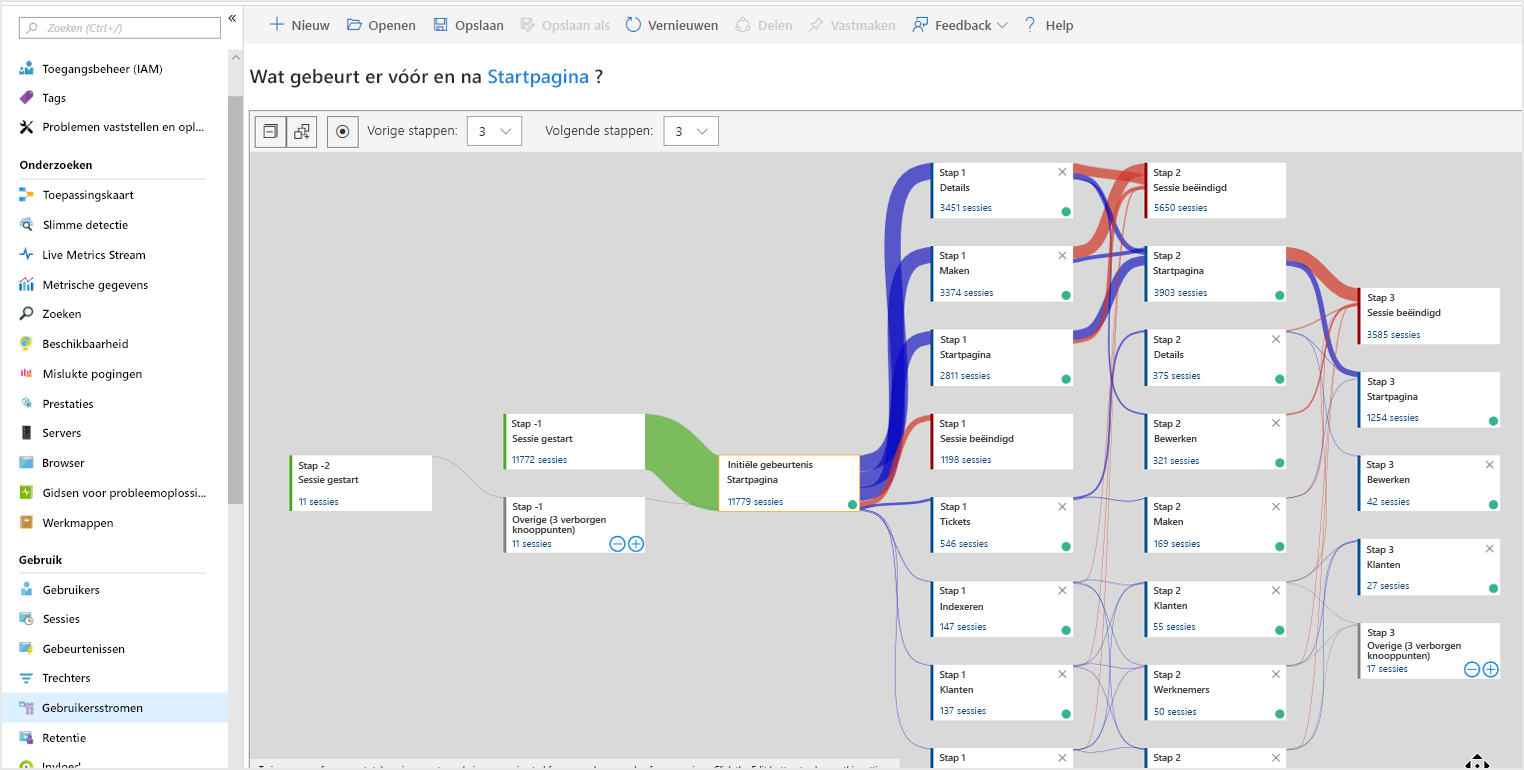 Zoeken (Ctrl+/)
«
Nieuw
Openen
Opslaan
Opslaan als
Vernieuwen
Delen
Vastmaken
Feedback
? Help
Toegangsbeheer (IAM)
Tags
Problemen vaststellen en opl...
Onderzoeken
Toepassingskaart
Slimme detectie
Live Metrics Stream
Metrische gegevens
Zoeken
Beschikbaarheid
Mislukte pogingen
Prestaties
Servers
Browser
Gidsen voor probleemoplossi...
Werkmappen
Gebruik
Gebruikers
Sessies
Gebeurtenissen
Trechters
Gebruikersstromen
Retentie
Wat gebeurt er vóór en na Startpagina ?
Vorige stappen: 3
Volgende stappen: 3
Stap -2
Sessie gestart
11 sessies
Stap -1
Sessie gestart
11772 sessies
Stap -1
Overige (3 verborgen
knooppunten)
11 sessies
Initiële gebeurtenis
Startpagina
11779 sessies
Stap 1
Details
3451 sessies
Stap 1
Maken
3374 sessies
Stap 1
Startpagina
2811 sessies
Stap 1
Sessie beëindigd
1198 sessies
Stap 1
Tickets
546 sessies
Stap 1
Indexeren
147 sessies
Stap 1
Klanten
137 sessies
Stap 1
Stap 2
Sessie beëindigd
5650 sessies
Stap 2
Startpagina
3903 sessies
Stap 2
Details
375 sessies
Stap 2
Bewerken
321 sessies
Stap 2
Maken
169 sessies
Stap 2
Klanten
55 sessies
Stap 2
Werknemers
50 sessies
Stap 2
Stap 3
Sessie beëindigd
3585 sessies
Stap 3
Startpagina
1254 sessies
Stap 3
Bewerken
42 sessies
Stap 3
Klanten
27 sessies
Stap 3
Overige (3 verborgen
knooppunten)
17 sessies